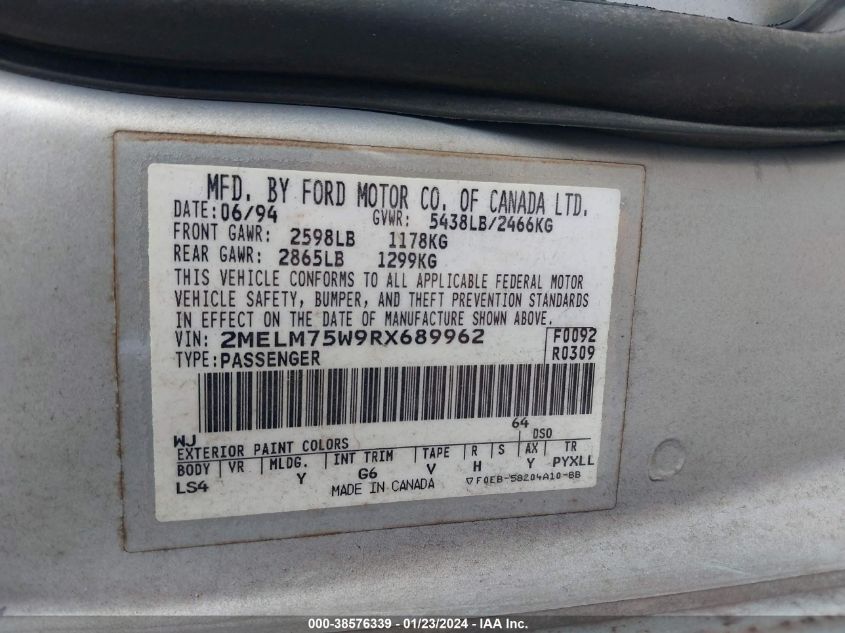 MFD. BY FORD MOTOR CO. OF CANADA LTD.
DATE: 06/94 GVWR: 5438LB/2466KG
FRONT GAWR: 2598LB 1178KG
REAR GAWR: 2865LB 1299KG
THIS VEHICLE CONFORMS TO ALL APPLICABLE FEDERAL MOTOR
VEHICLE SAFETY, BUMPER, AND THEFT PREVENTION STANDARDS
IN EFFECT ON THE DATE OF MANUFACTURE SHOWN ABOVE.
VIN: 2MELM75W9RX689962 F0092
TYPE: PASSENGER R0309
64
WJ DSO
EXTERIOR PAINT COLORS
BODY VR MLDG. INT TRIM TAPE R S AX TR
LS4 Y G6 V H Y PYXLL
MADE IN CANADA ▽F0EB-58204A10-BB
000-38576339 - 01/23/2024 - IAA Inc.